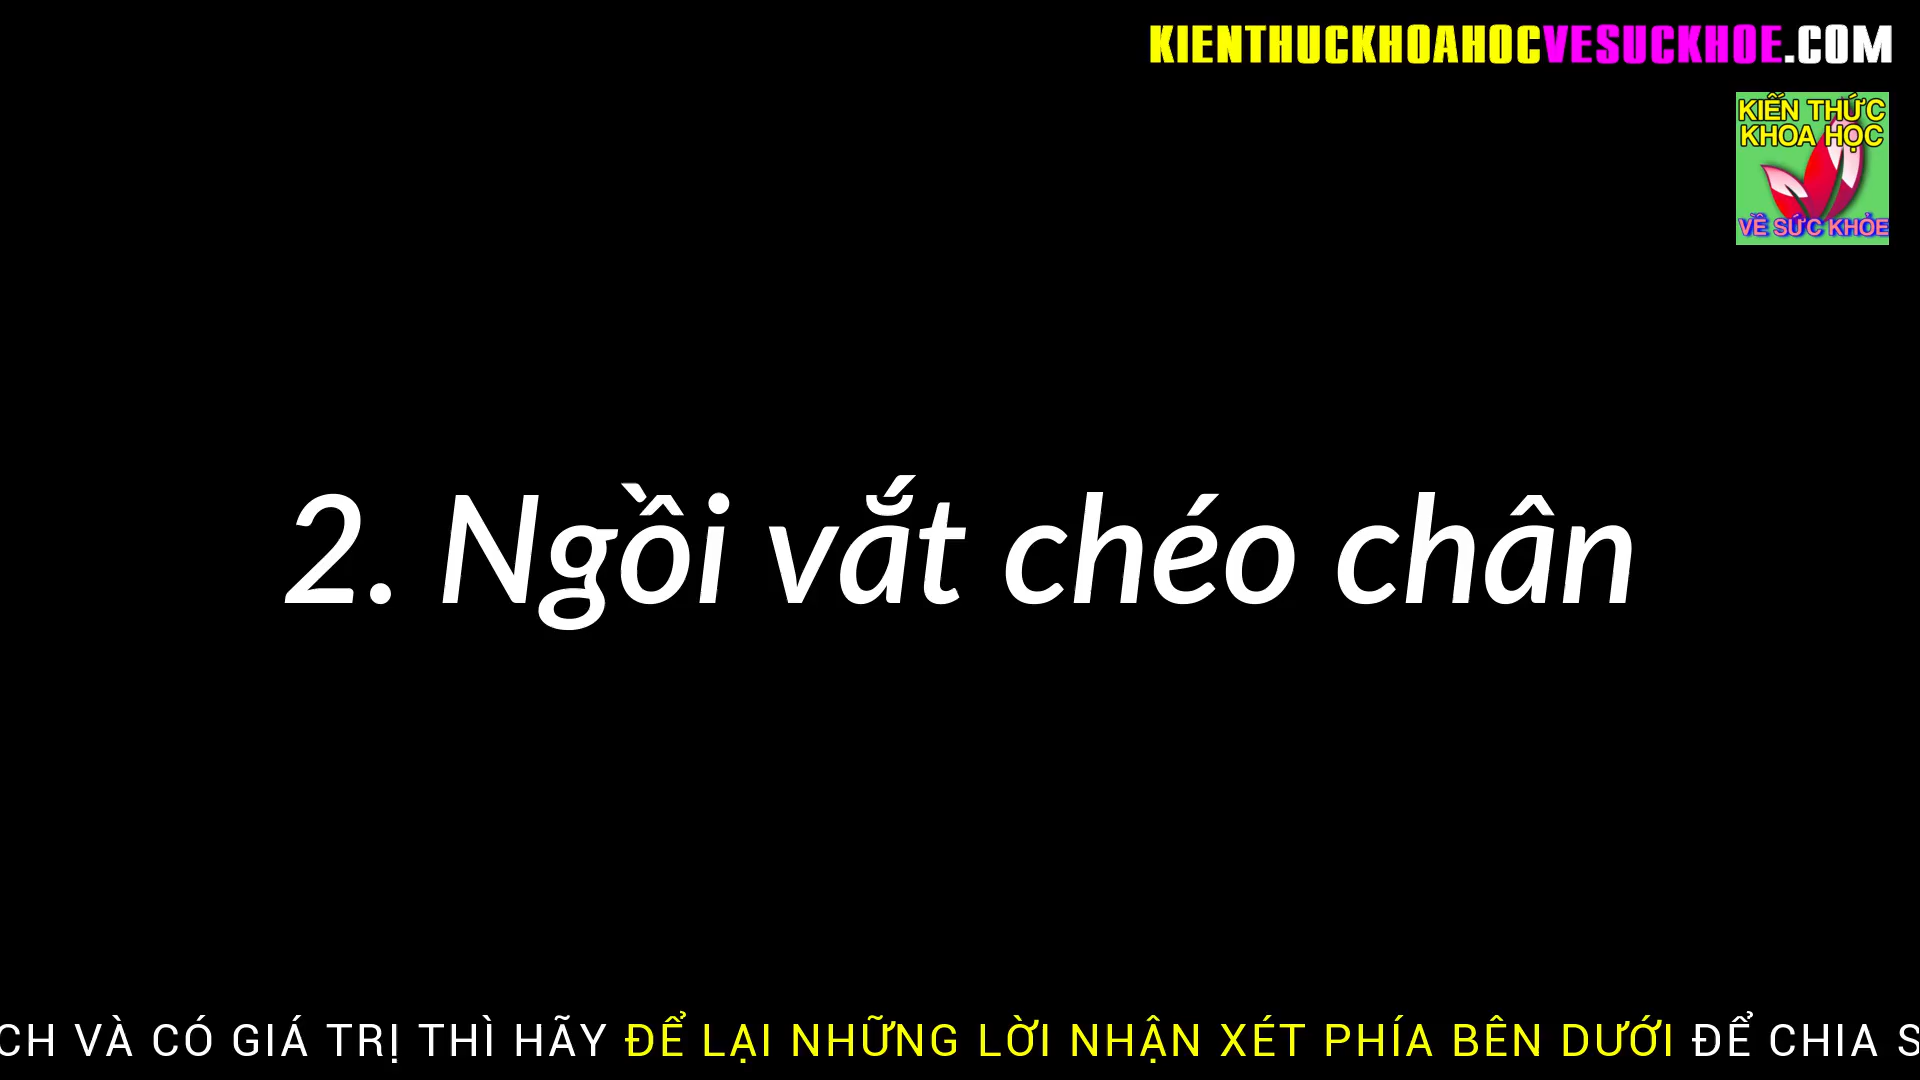 KIENTHUCKHOAHOCVESUCKHOE.COM
KIẾN THỨC
KHOA HỌC
VỀ SỨC KHỎE
2. Ngồi vắt chéo chân
CH VÀ CÓ GIÁ TRỊ THÌ HÃY ĐỂ LẠI NHỮNG LỜI NHẬN XÉT PHÍA BÊN DƯỚI ĐỂ CHIA S